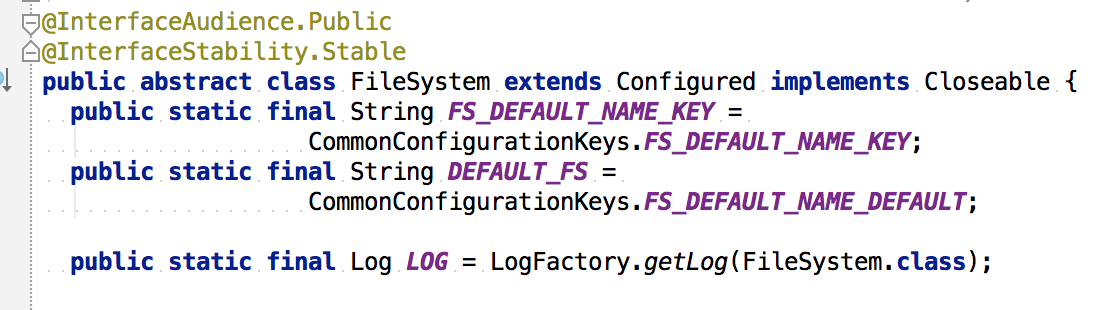 @InterfaceAudience.Public
@InterfaceStability.Stable
public abstract class FileSystem extends Configured implements Closeable {
public static final String FS_DEFAULT_NAME_KEY =
CommonConfigurationKeys.FS_DEFAULT_NAME_KEY;
public static final String DEFAULT_FS =
CommonConfigurationKeys.FS_DEFAULT_NAME_DEFAULT;
public static final Log LOG = LogFactory.getLog(FileSystem.class);